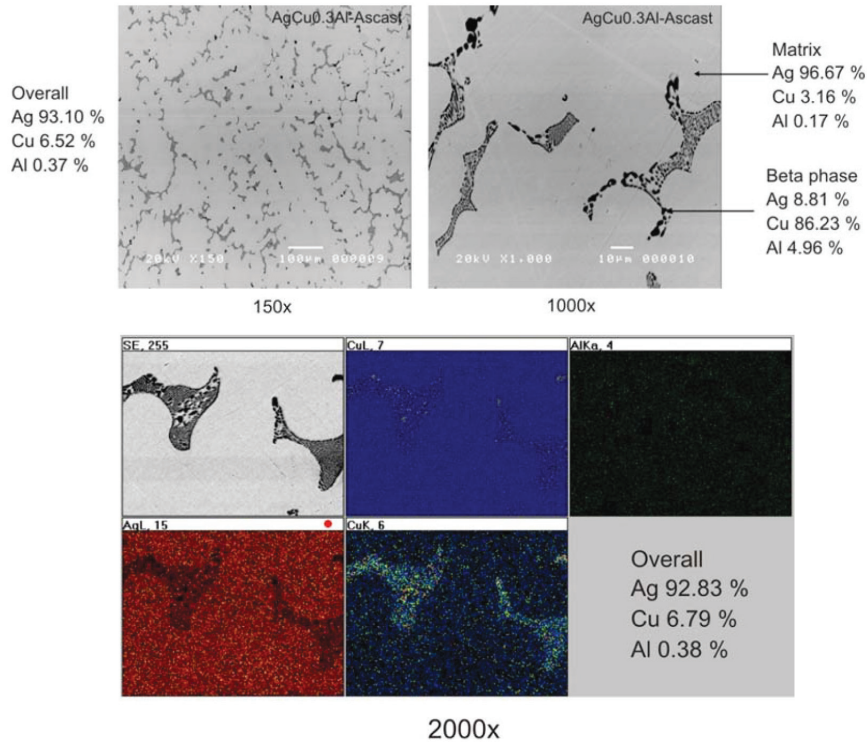 AgCu0.3Al-Ascast
AgCu0.3Al-Ascast
Overall
Ag 93.10 %
Cu 6.52 %
Al 0.37 %
Matrix
Ag 96.67 %
Cu 3.16 %
Al 0.17 %
Beta phase
Ag 8.81 %
Cu 86.23 %
Al 4.96 %
20kV X150 100μm 000009
20kV X1,000 10μm 000010
150x
1000x
SE, 255
CuL, 7
AlKa, 4
AgL, 15
CuK, 6
Overall
Ag 92.83 %
Cu 6.79 %
Al 0.38 %
2000x